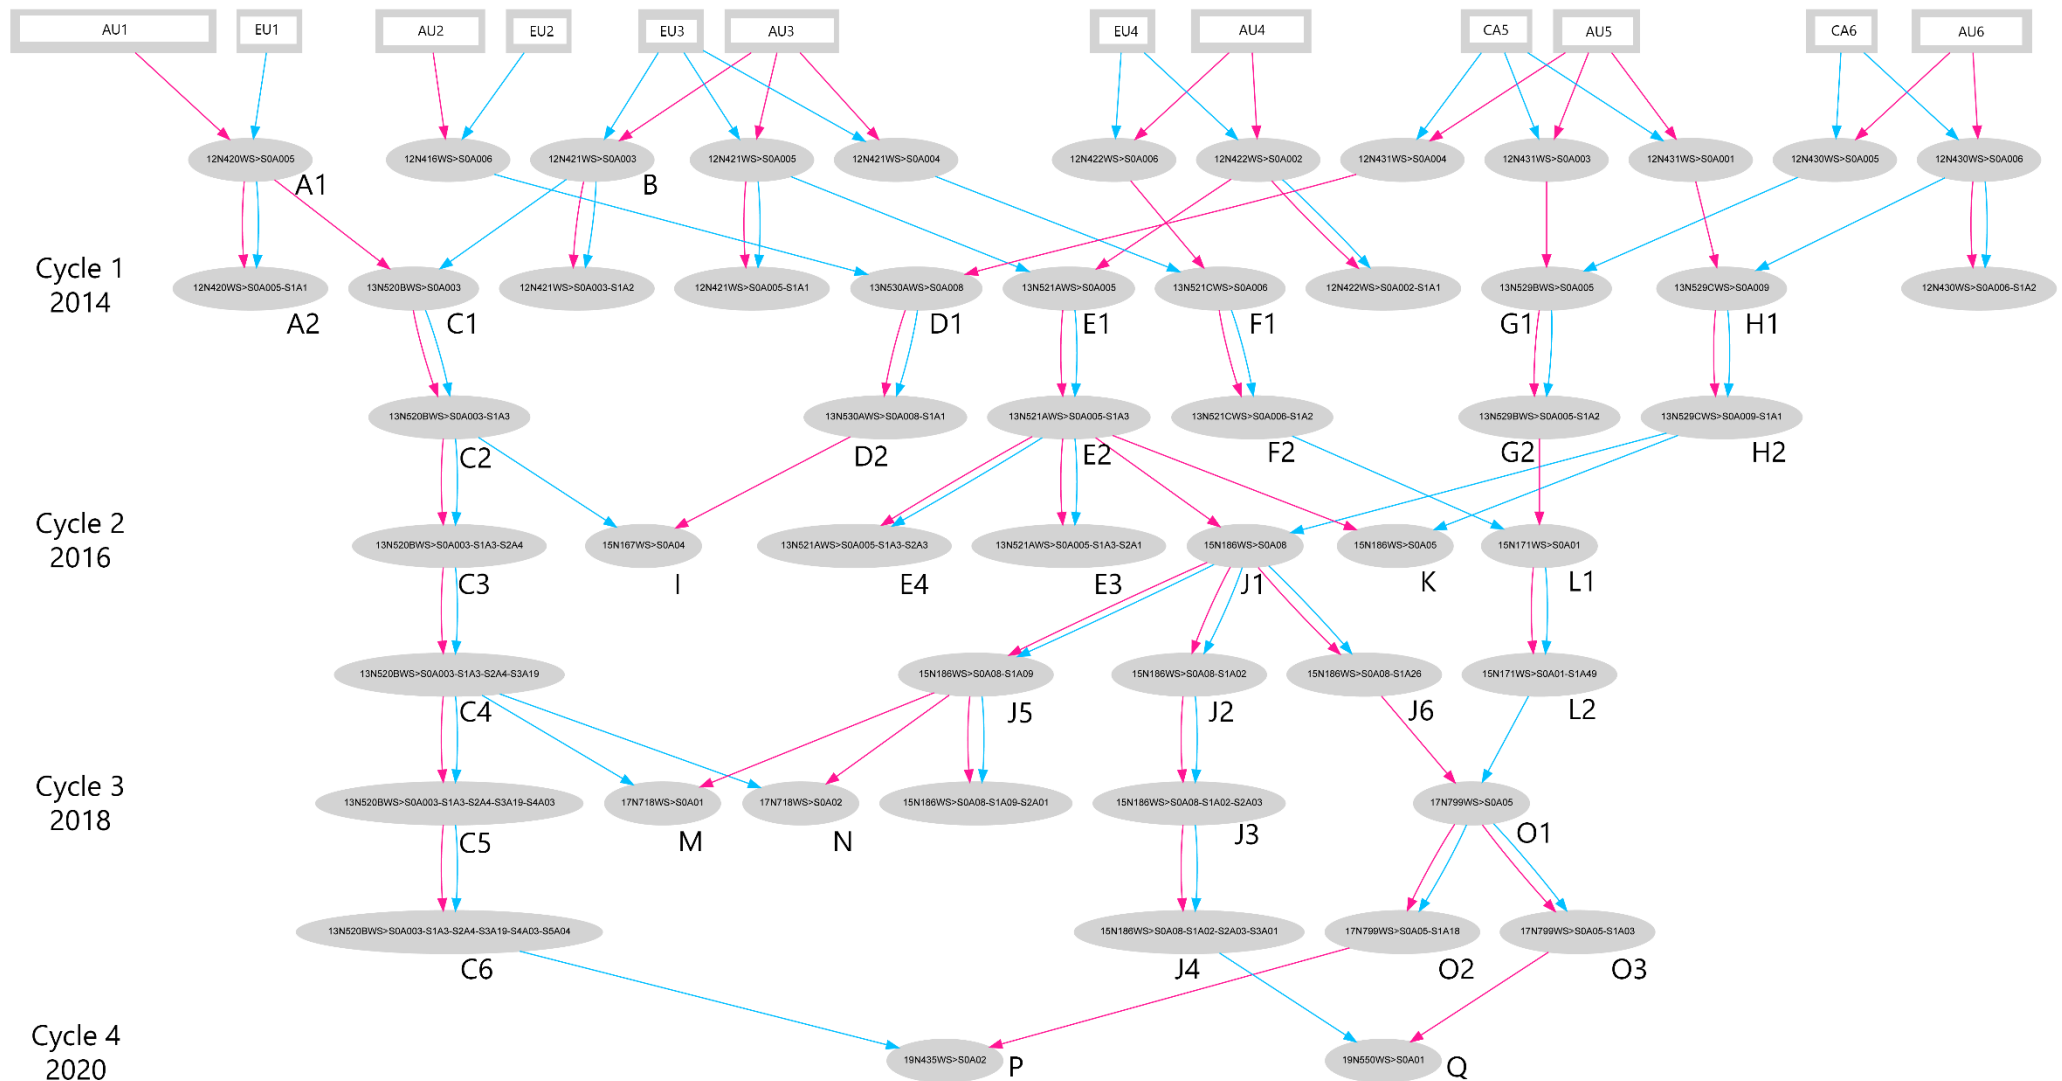 AU1
EU1
AU2
EU2
EU3
AU3
EU4
AU4
CA5
AU5
CA6
AU6
12N420WS>S0A005
12N416WS>S0A006
12N421WS>S0A003
12N421WS>S0A005
12N421WS>S0A004
12N422WS>S0A006
12N422WS>S0A002
12N431WS>S0A004
12N431WS>S0A003
12N431WS>S0A001
12N430WS>S0A005
12N430WS>S0A006
A1
B
Cycle 1
2014
12N420WS>S0A005-S1A1
13N520BWS>S0A003
12N421WS>S0A003-S1A2
12N421WS>S0A005-S1A1
13N530AWS>S0A008
13N521AWS>S0A005
13N521CWS>S0A006
12N422WS>S0A002-S1A1
13N529BWS>S0A005
13N529CWS>S0A009
12N430WS>S0A006-S1A2
A2
C1
D1
E1
F1
G1
H1
13N520BWS>S0A003-S1A3
13N530AWS>S0A008-S1A1
13N521AWS>S0A005-S1A3
13N521CWS>S0A006-S1A2
13N529BWS>S0A005-S1A2
13N529CWS>S0A009-S1A1
C2
D2
E2
F2
G2
H2
Cycle 2
2016
13N520BWS>S0A003-S1A3-S2A4
15N167WS>S0A04
13N521AWS>S0A005-S1A3-S2A3
13N521AWS>S0A005-S1A3-S2A1
15N186WS>S0A08
15N186WS>S0A05
15N171WS>S0A01
C3
I
E4
E3
J1
K
L1
13N520BWS>S0A003-S1A3-S2A4-S3A19
15N186WS>S0A08-S1A09
15N186WS>S0A08-S1A02
15N186WS>S0A08-S1A26
15N171WS>S0A01-S1A49
C4
J5
J2
J6
L2
Cycle 3
2018
13N520BWS>S0A003-S1A3-S2A4-S3A19-S4A03
17N718WS>S0A01
17N718WS>S0A02
15N186WS>S0A08-S1A09-S2A01
15N186WS>S0A08-S1A02-S2A03
17N799WS>S0A05
C5
M
N
J3
O1
13N520BWS>S0A003-S1A3-S2A4-S3A19-S4A03-S5A04
15N186WS>S0A08-S1A02-S2A03-S3A01
17N799WS>S0A05-S1A18
17N799WS>S0A05-S1A03
C6
J4
O2
O3
Cycle 4
2020
19N435WS>S0A02
P
19N550WS>S0A01
Q